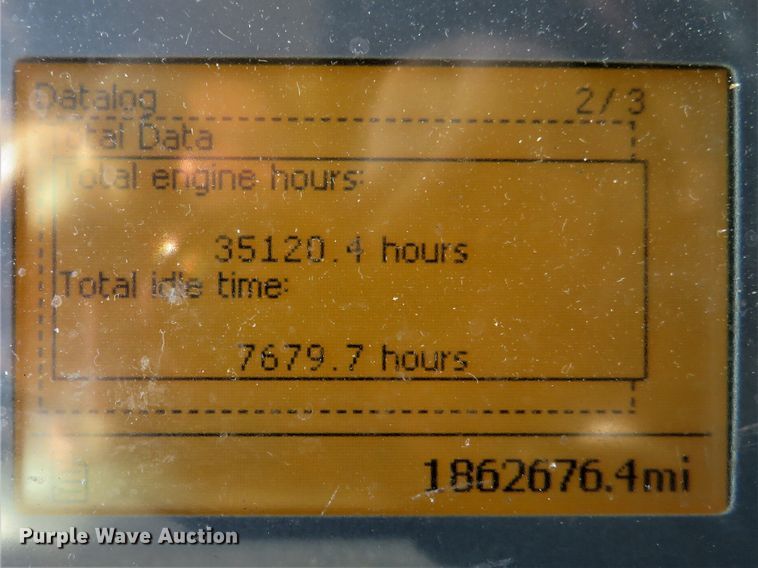 Datalog 2/3
Total Data
Total engine hours:
35120.4 hours
Total idle time:
7679.7 hours
1862676.4mi
Purple Wave Auction